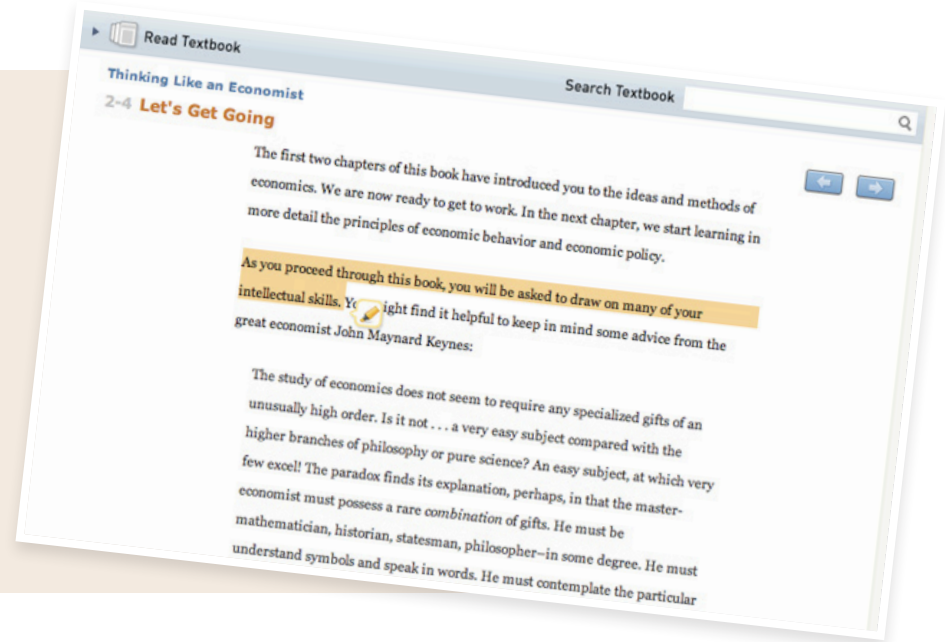 Read Textbook
Search Textbook
Thinking Like an Economist
2-4 Let's Get Going
The first two chapters of this book have introduced you to the ideas and methods of
economics. We are now ready to get to work. In the next chapter, we start learning in
more detail the principles of economic behavior and economic policy.
As you proceed through this book, you will be asked to draw on many of your
intellectual skills. ight find it helpful to keep in mind some advice from the
great economist John Maynard Keynes:
The study of economics does not seem to require any specialized gifts of an
unusually high order. Is it not . . . a very easy subject compared with the
higher branches of philosophy or pure science? An easy subject, at which very
few excel! The paradox finds its explanation, perhaps, in that the master-
economist must possess a rare combination of gifts. He must be
mathematician, historian, statesman, philosopher—in some degree. He must
understand symbols and speak in words. He must contemplate the particular